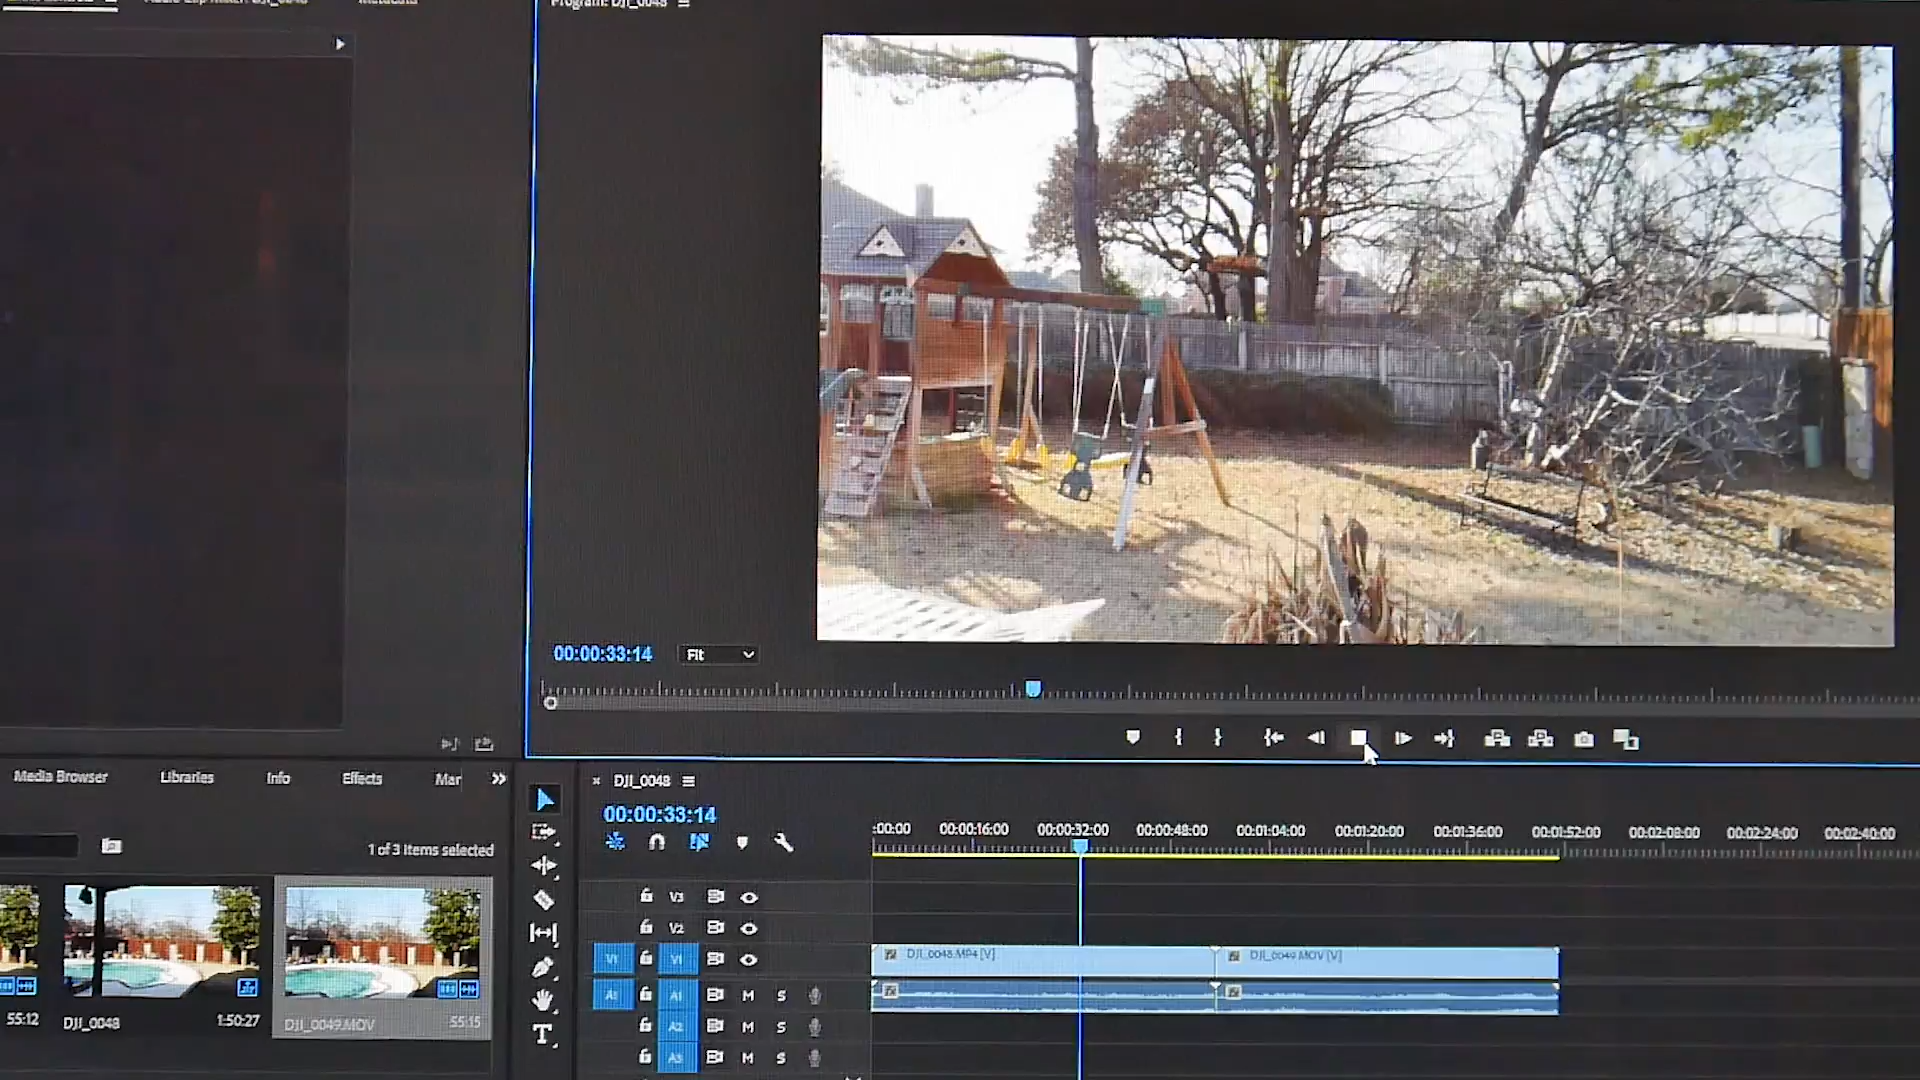 Program: DJI_0048
00:00:33:14
Fit
Media Browser
Libraries
Info
Effects
Mar
DJI_0048
00:00:33:14
:00:00
00:00:16:00
00:00:32:00
00:00:48:00
00:01:04:00
00:01:20:00
00:01:36:00
00:01:52:00
00:02:08:00
00:02:24:00
00:02:40:00
1 of 3 items selected
V3
V2
V1
V1
DJI_0048.MP4 [V]
DJI_0049.MOV [V]
A1
A1
M
S
A2
M
S
A3
M
S
55:12
DJI_0048
1:50:27
DJI_0049.MOV
55:15